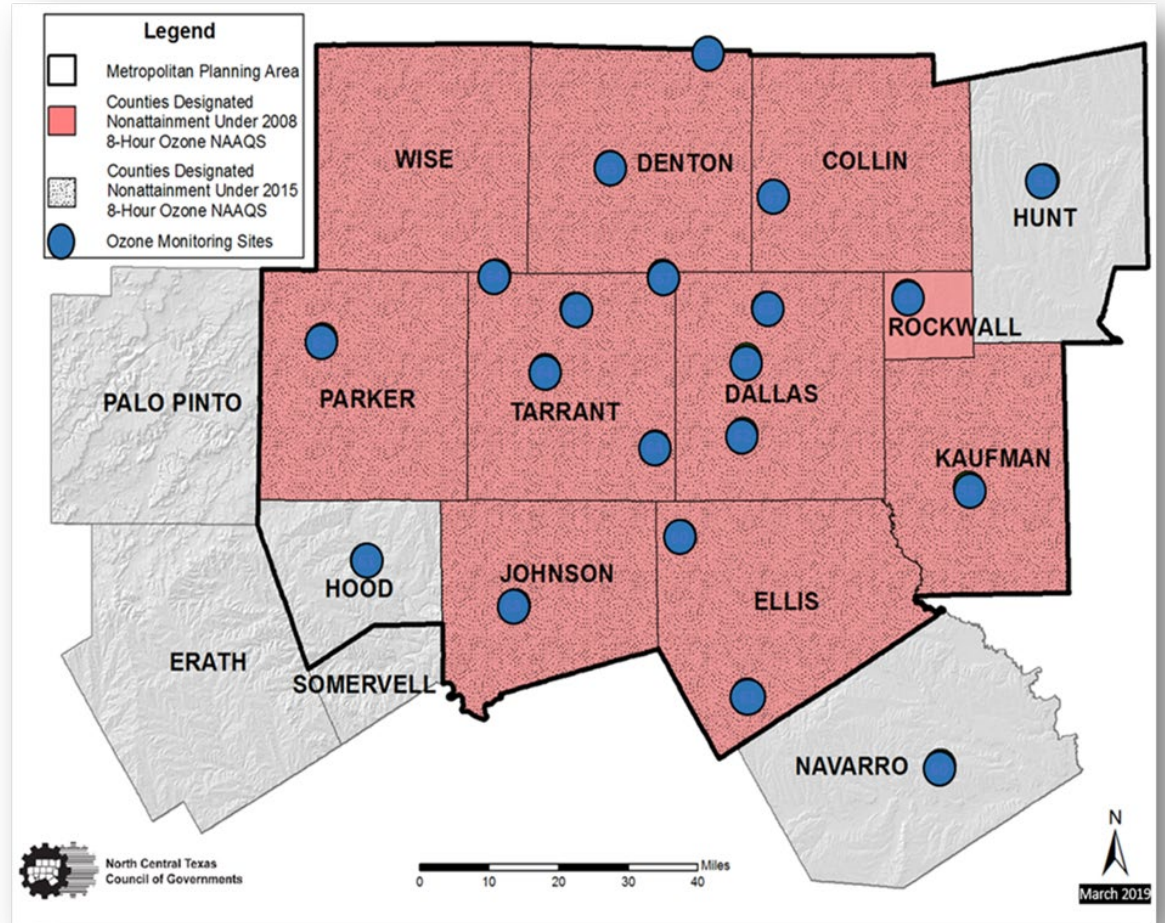 Legend
Metropolitan Planning Area
Counties Designated
Nonattainment Under 2008
8-Hour Ozone NAAQS
Counties Designated
Nonattainment Under 2015
8-Hour Ozone NAAQS
Ozone Monitoring Sites
WISE
DENTON
COLLIN
HUNT
ROCKWALL
PALO PINTO
PARKER
TARRANT
DALLAS
KAUFMAN
HOOD
JOHNSON
ELLIS
ERATH
SOMERVELL
NAVARRO
North Central Texas
Council of Governments
Miles
0 10 20 30 40
N
March 2019